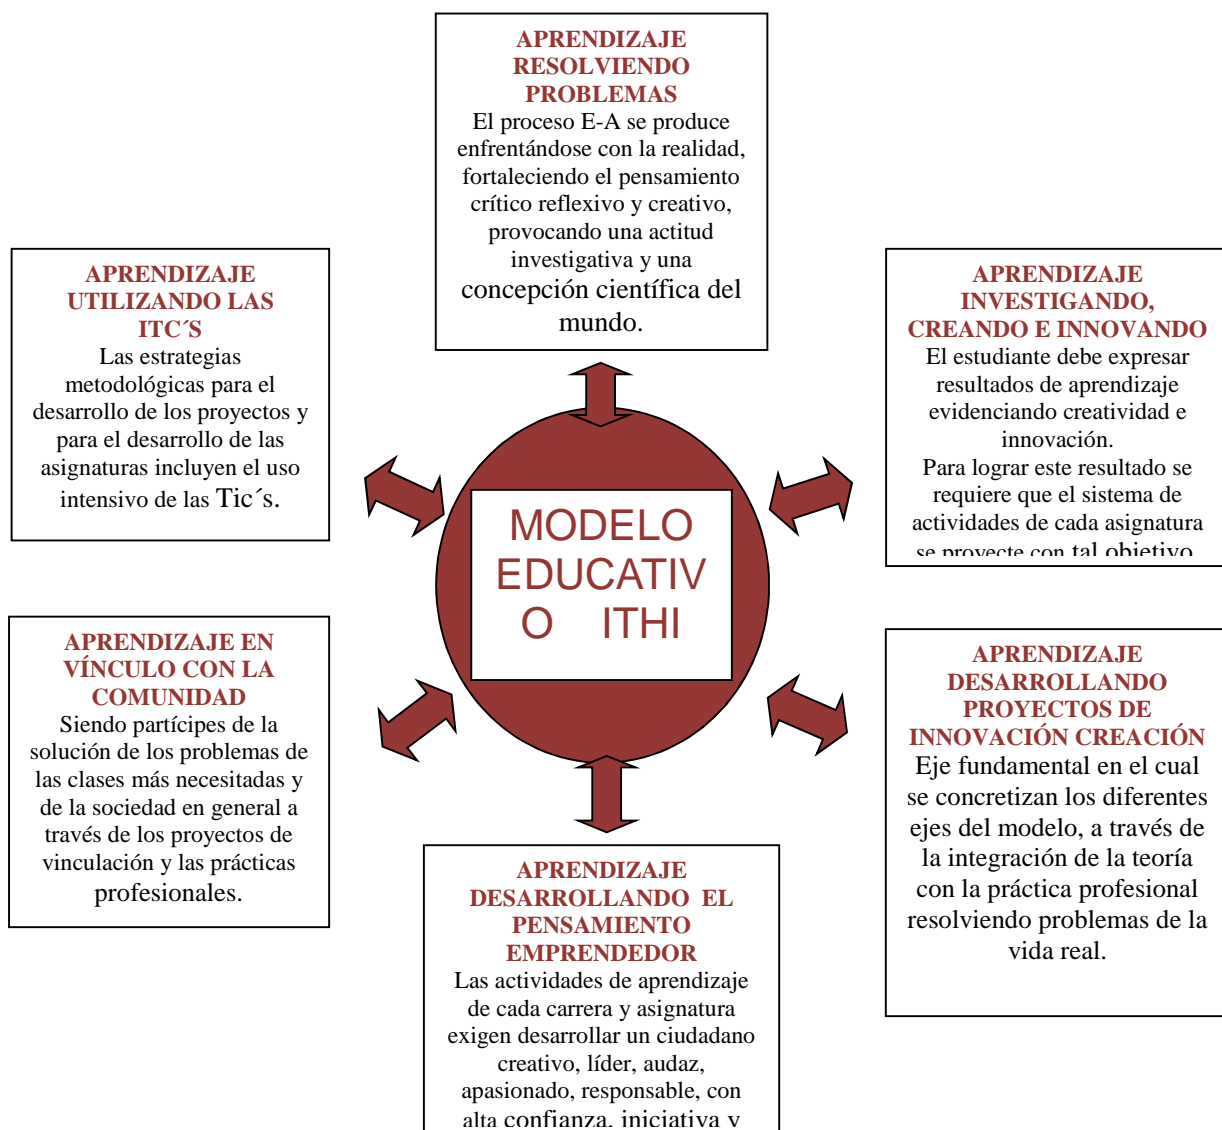 APRENDIZAJE
RESOLVIENDO
PROBLEMAS
El proceso E-A se produce
enfrentándose con la realidad,
fortaleciendo el pensamiento
crítico reflexivo y creativo,
provocando una actitud
investigativa y una
concepción científica del
mundo.
APRENDIZAJE
UTILIZANDO LAS
ITC´S
Las estrategias
metodológicas para el
desarrollo de los proyectos y
para el desarrollo de las
asignaturas incluyen el uso
intensivo de las Tic´s.
APRENDIZAJE
INVESTIGANDO,
CREANDO E INNOVANDO
El estudiante debe expresar
resultados de aprendizaje
evidenciando creatividad e
innovación.
Para lograr este resultado se
requiere que el sistema de
actividades de cada asignatura
se proyecte con tal objetivo
MODELO
EDUCATIV
O ITHI
APRENDIZAJE EN
VÍNCULO CON LA
COMUNIDAD
Siendo partícipes de la
solución de los problemas de
las clases más necesitadas y
de la sociedad en general a
través de los proyectos de
vinculación y las prácticas
profesionales.
APRENDIZAJE
DESARROLLANDO
PROYECTOS DE
INNOVACIÓN CREACIÓN
Eje fundamental en el cual
se concretizan los diferentes
ejes del modelo, a través de
la integración de la teoría
con la práctica profesional
resolviendo problemas de la
vida real.
APRENDIZAJE
DESARROLLANDO EL
PENSAMIENTO
EMPRENDEDOR
Las actividades de aprendizaje
de cada carrera y asignatura
exigen desarrollar un ciudadano
creativo, líder, audaz,
apasionado, responsable, con
alta confianza, iniciativa y